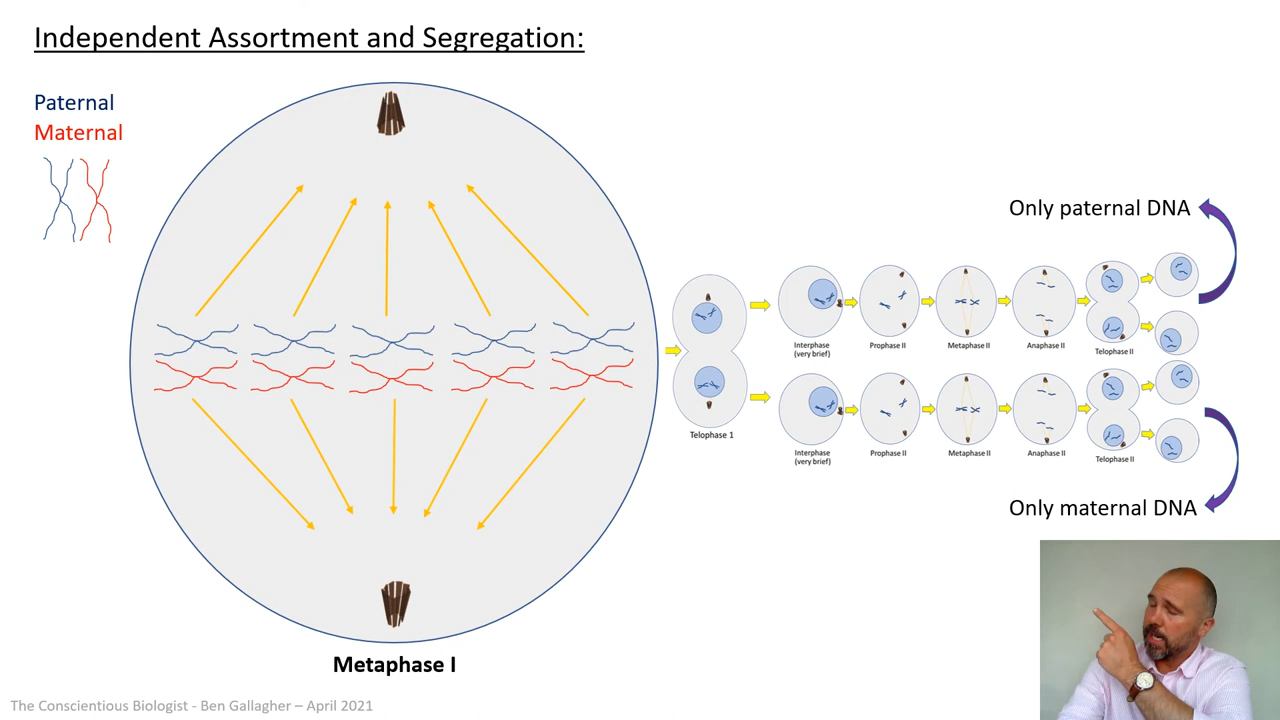 Independent Assortment and Segregation:
Paternal
Maternal
Only paternal DNA
Interphase
(very brief)
Prophase II
Metaphase II
Anaphase II
Telophase II
Telophase 1
Interphase
(very brief)
Prophase II
Metaphase II
Anaphase II
Telophase II
Only maternal DNA
Metaphase I
The Conscientious Biologist - Ben Gallagher – April 2021